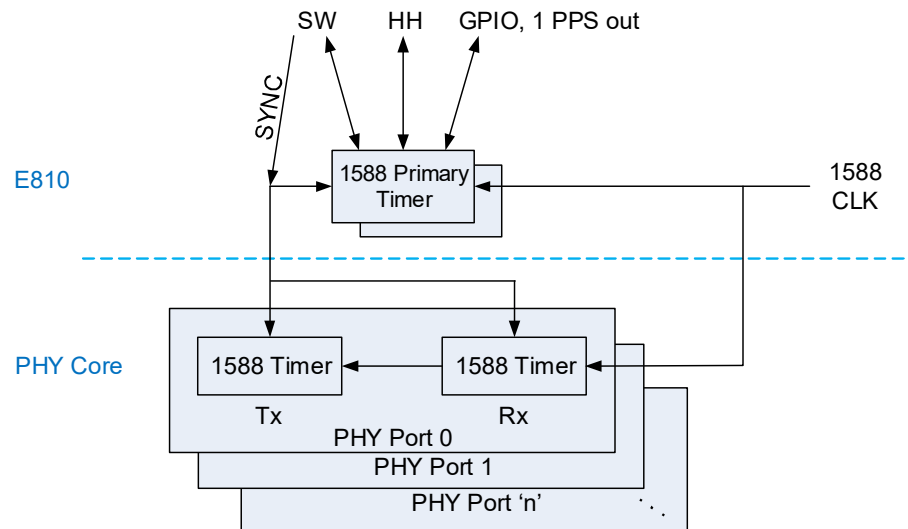 SW
HH
GPIO, 1 PPS out
SYNC
E810
1588 Primary
Timer
1588
CLK
PHY Core
1588 Timer
1588 Timer
Tx
Rx
PHY Port 0
PHY Port 1
PHY Port ‘n’